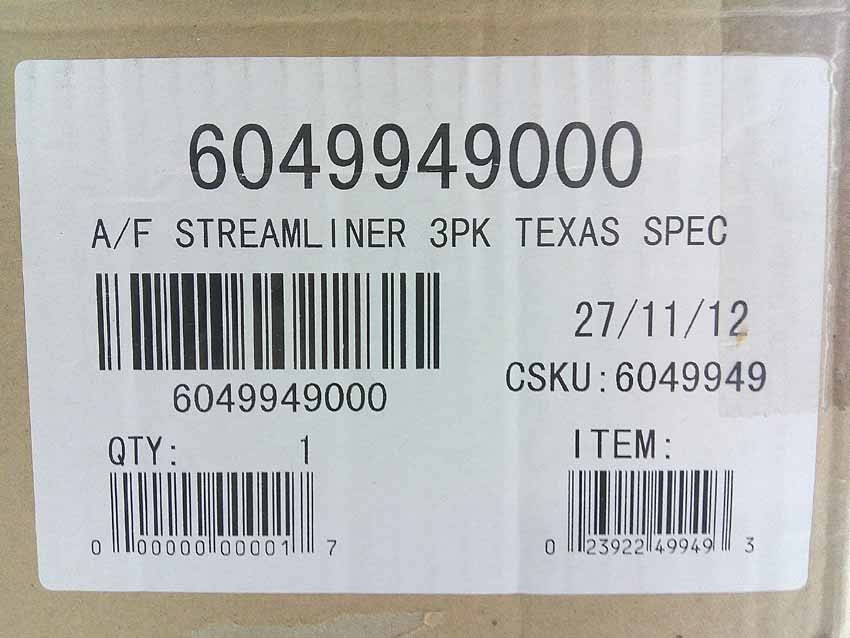 6049949000
A/F STREAMLINER 3PK TEXAS SPEC
27/11/12
6049949000
CSKU:6049949
QTY: 1
ITEM:
0 00000 00001 7
0 23922 49949 3